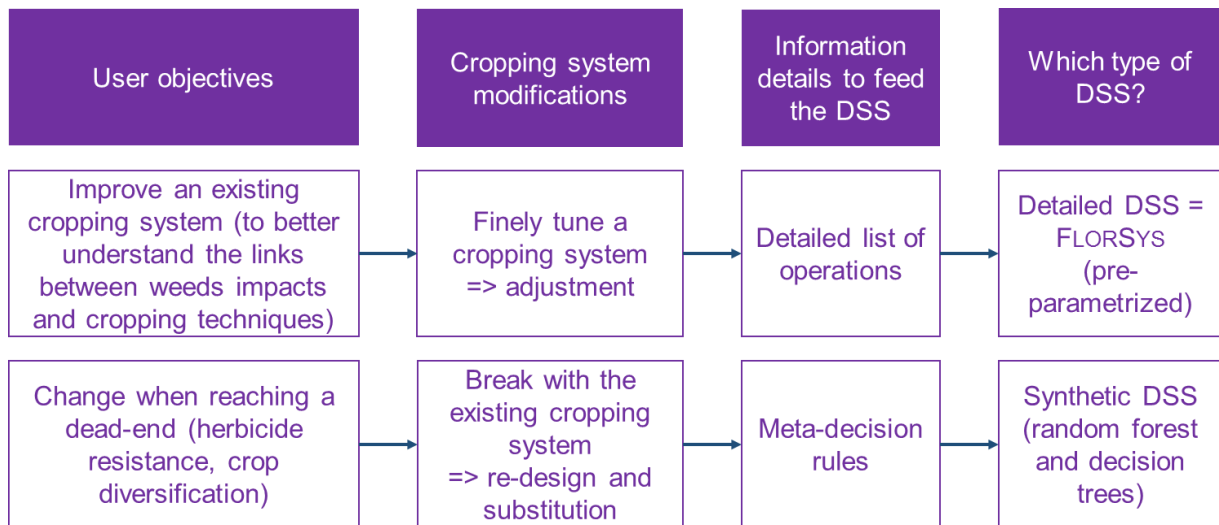 User objectives
Cropping system
modifications
Information
details to feed
the DSS
Which type of
DSS?
Improve an existing
cropping system (to better
understand the links
between weeds impacts
and cropping techniques)
Finely tune a
cropping system
=> adjustment
Detailed list of
operations
Detailed DSS =
FLORSYS
(pre-
parametrized)
Change when reaching a
dead-end (herbicide
resistance, crop
diversification)
Break with the
existing cropping
system
=> re-design and
substitution
Meta-decision
rules
Synthetic DSS
(random forest
and decision
trees)